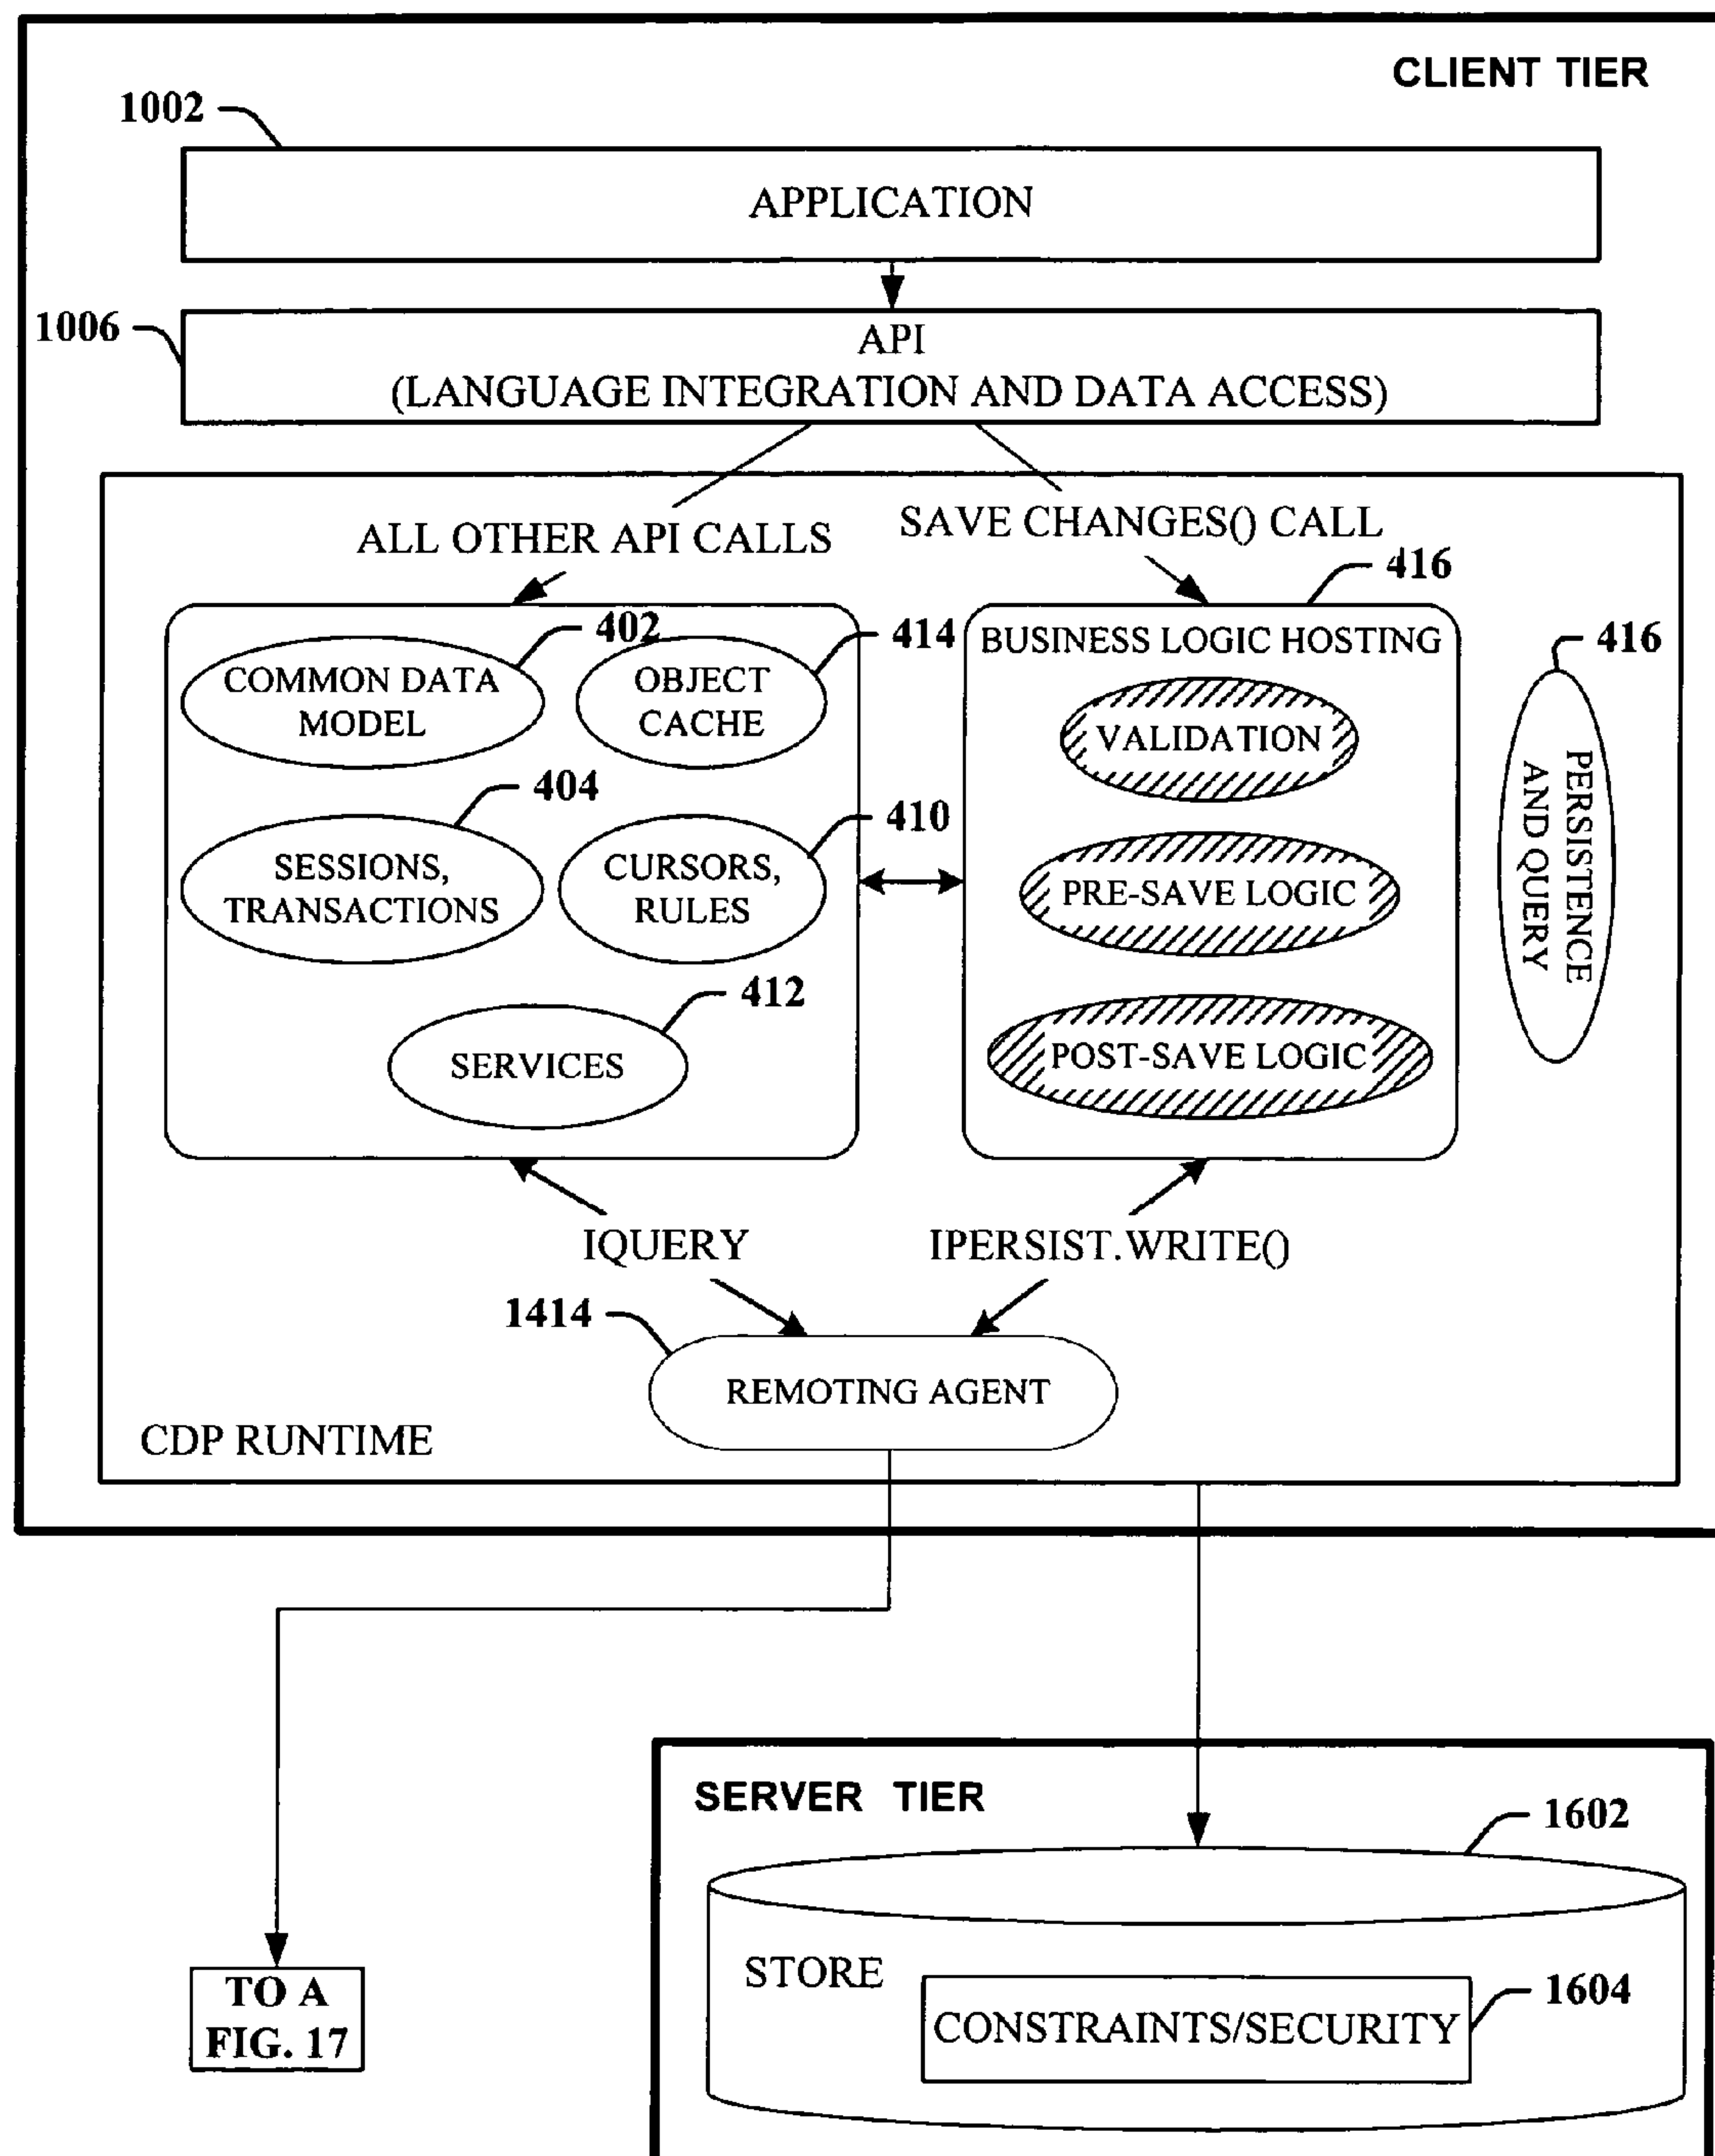 CLIENT TIER
1002
APPLICATION
1006
API
(LANGUAGE INTEGRATION AND DATA ACCESS)
ALL OTHER API CALLS
SAVE CHANGES() CALL
416
402
414
BUSINESS LOGIC HOSTING
416
COMMON DATA
MODEL
OBJECT
CACHE
VALIDATION
PERSISTENCE
AND QUERY
404
410
SESSIONS,
TRANSACTIONS
CURSORS,
RULES
PRE-SAVE LOGIC
412
SERVICES
POST-SAVE LOGIC
IQUERY
IPERSIST.WRITE()
1414
REMOTING AGENT
CDP RUNTIME
SERVER TIER
1602
STORE
1604
CONSTRAINTS/SECURITY
TO A
FIG. 17